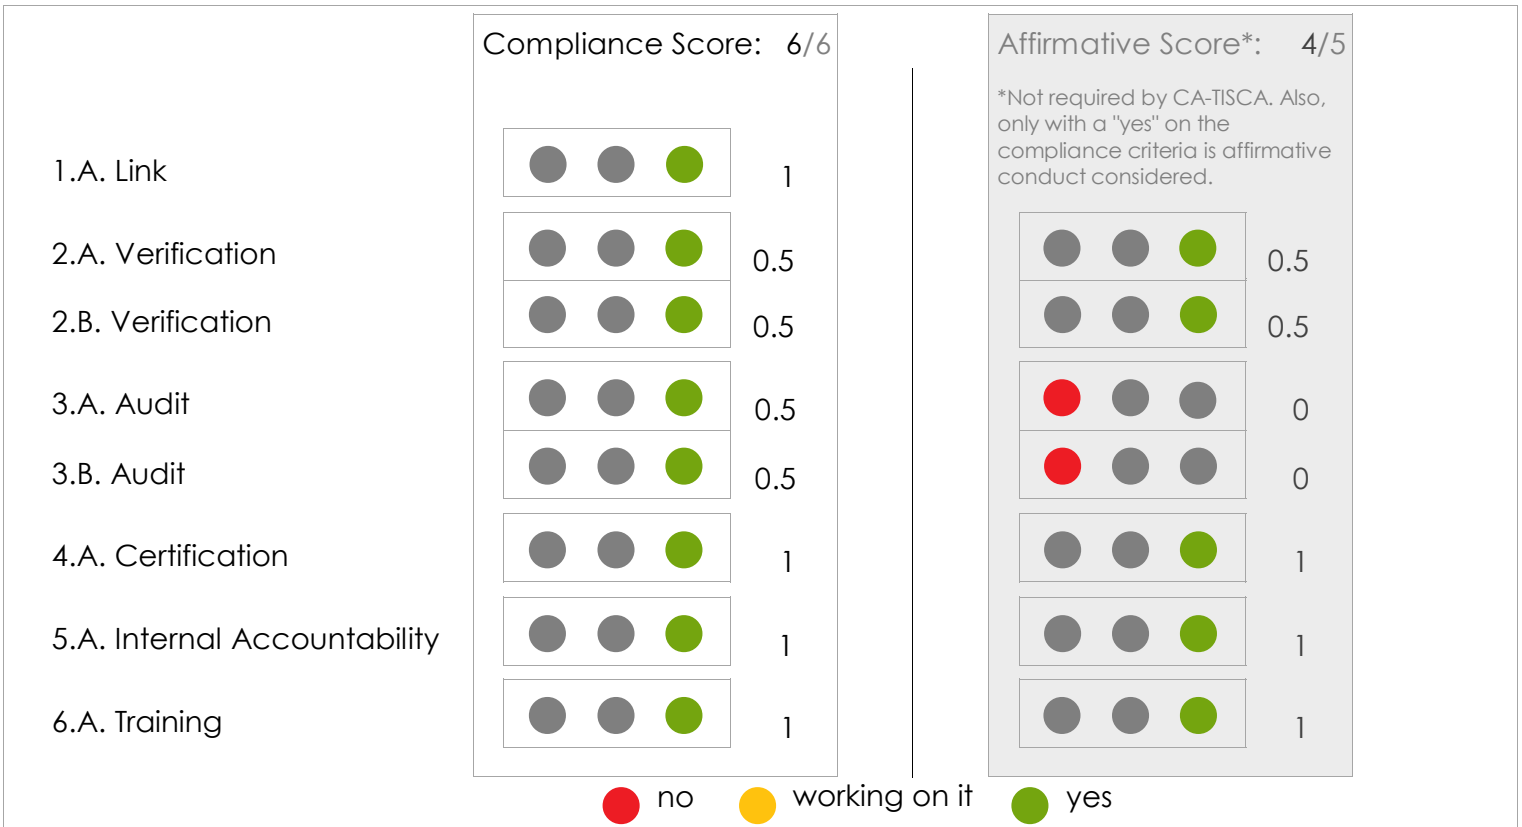 Compliance Score: 6/6
Affirmative Score*: 4/5
*Not required by CA-TISCA. Also,
only with a "yes" on the
compliance criteria is affirmative
conduct considered.
1.A. Link 1
2.A. Verification 0.5 0.5
2.B. Verification 0.5 0.5
3.A. Audit 0.5 0
3.B. Audit 0.5 0
4.A. Certification 1 1
5.A. Internal Accountability 1 1
6.A. Training 1 1
no working on it yes